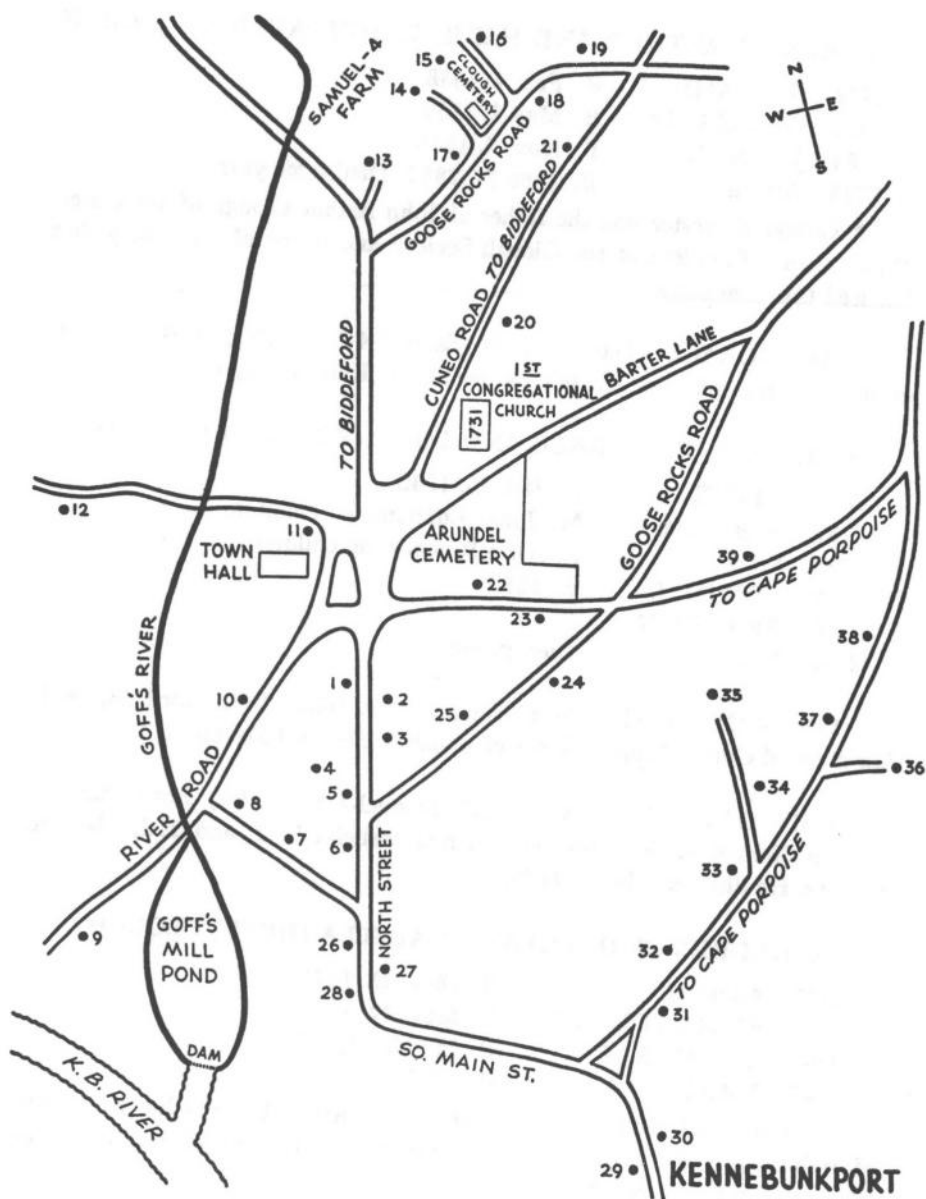 16
15
19
SAMUEL-4
FARM
CLOUGH
CEMETERY
14
18
N
W
E
S
13
17
21
GOOSE ROCKS ROAD
CUNEO ROAD TO BIDDEFORD
20
TO BIDDEFORD
1ST
CONGREGATIONAL
CHURCH
1731
BARTER LANE
GOOSE ROCKS ROAD
12
11
TOWN
HALL
ARUNDEL
CEMETERY
22
39
TO CAPE PORPOISE
23
38
GOFF'S RIVER
1
2
24
35
10
25
37
3
4
5
34
36
RIVER ROAD
8
7
6
33
NORTH STREET
TO CAPE PORPOISE
9
GOFF'S
MILL
POND
26
27
32
28
31
DAM
SO. MAIN ST.
K.B. RIVER
30
29
KENNEBUNKPORT